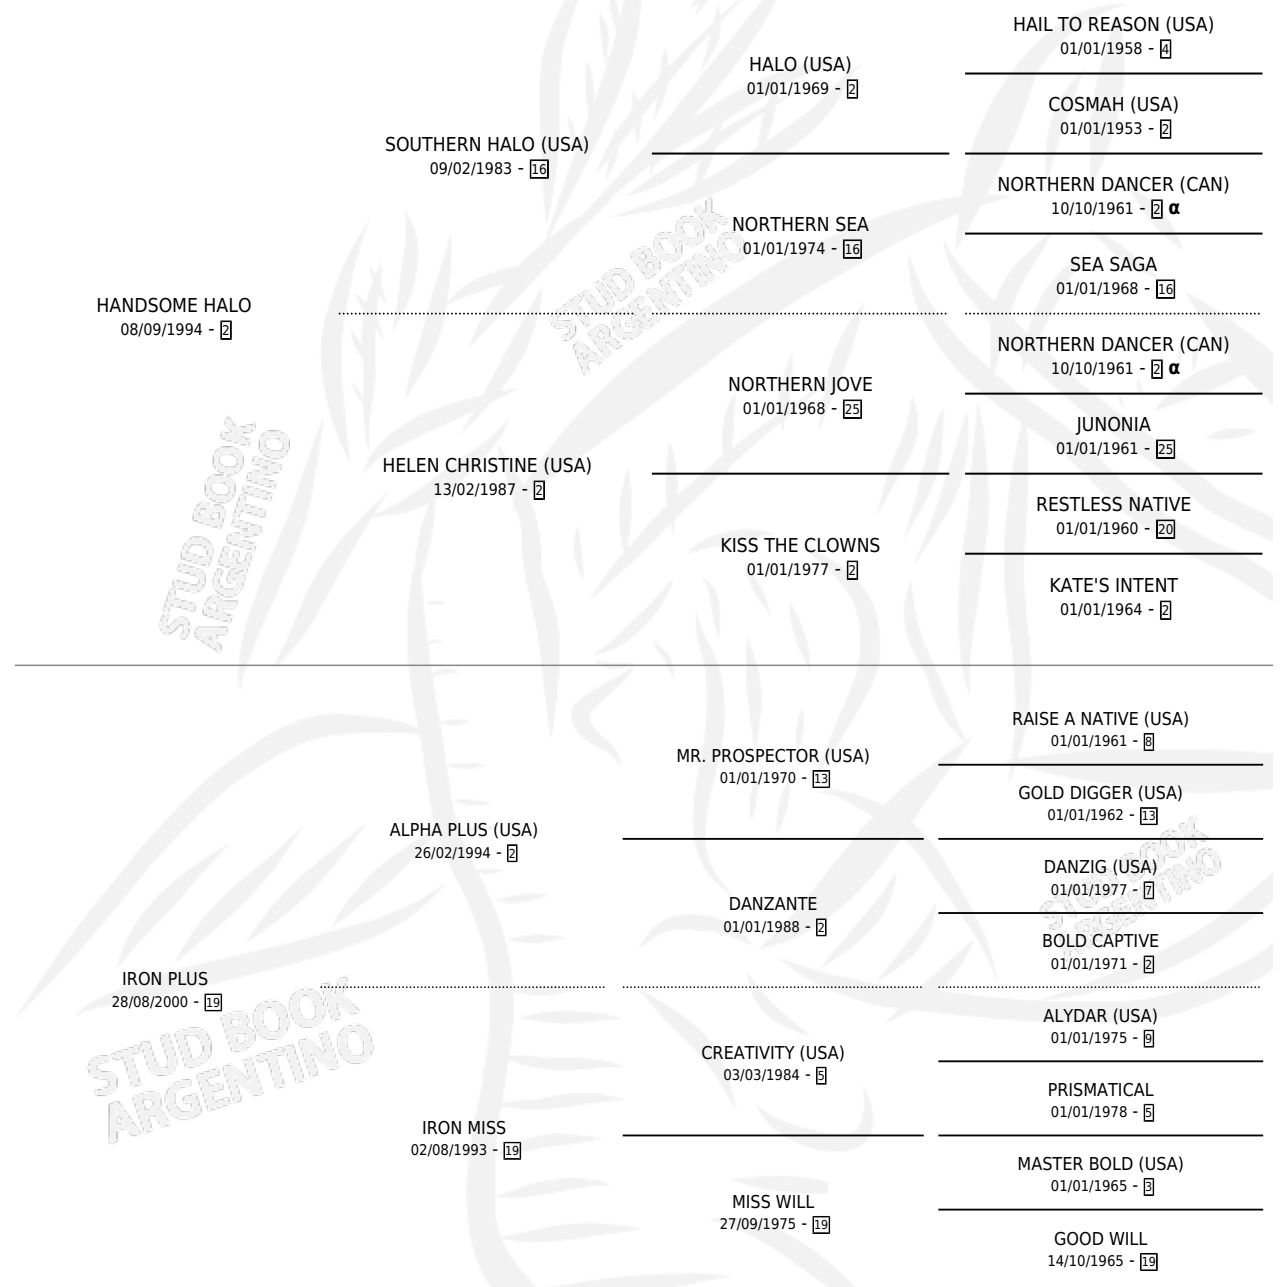 HAIL TO REASON (USA)
01/01/1958 - 4
HALO (USA)
01/01/1969 - 2
COSMAH (USA)
01/01/1953 - 2
SOUTHERN HALO (USA)
09/02/1983 - 16
NORTHERN DANCER (CAN)
10/10/1961 - 2 α
NORTHERN SEA
01/01/1974 - 16
SEA SAGA
01/01/1968 - 16
HANDSOME HALO
08/09/1994 - 2
NORTHERN DANCER (CAN)
10/10/1961 - 2 α
NORTHERN JOVE
01/01/1968 - 25
JUNONIA
01/01/1961 - 25
HELEN CHRISTINE (USA)
13/02/1987 - 2
RESTLESS NATIVE
01/01/1960 - 20
KISS THE CLOWNS
01/01/1977 - 2
KATE'S INTENT
01/01/1964 - 2
RAISE A NATIVE (USA)
01/01/1961 - 8
MR. PROSPECTOR (USA)
01/01/1970 - 13
GOLD DIGGER (USA)
01/01/1962 - 13
ALPHA PLUS (USA)
26/02/1994 - 2
DANZIG (USA)
01/01/1977 - 7
DANZANTE
01/01/1988 - 2
BOLD CAPTIVE
01/01/1971 - 2
IRON PLUS
28/08/2000 - 19
ALYDAR (USA)
01/01/1975 - 9
CREATIVITY (USA)
03/03/1984 - 5
PRISMATICAL
01/01/1978 - 5
IRON MISS
02/08/1993 - 19
MASTER BOLD (USA)
01/01/1965 - 3
MISS WILL
27/09/1975 - 19
GOOD WILL
14/10/1965 - 19
STUD BOOK
ARGENTINO
STUD BOOK
ARGENTINO
STUD BOOK
ARGENTINO
STUD BOOK
ARGENTINO